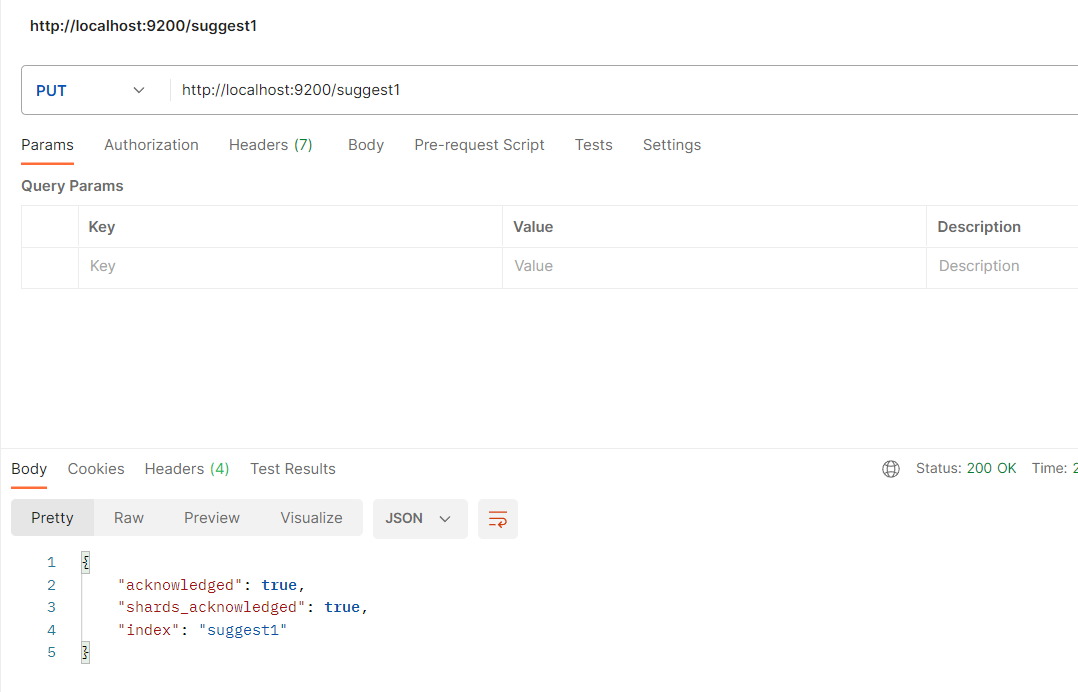 http://localhost:9200/suggest1
PUT http://localhost:9200/suggest1
Params Authorization Headers (7) Body Pre-request Script Tests Settings
Query Params
Key Value Description
Key Value Description
Body Cookies Headers (4) Test Results Status: 200 OK Time: 2
Pretty Raw Preview Visualize JSON
1 {
2 "acknowledged": true,
3 "shards_acknowledged": true,
4 "index": "suggest1"
5 }